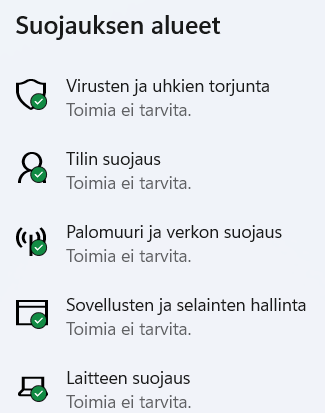 Suojauksen alueet
Virusten ja uhkien torjunta
Toimia ei tarvita.
Tilin suojaus
Toimia ei tarvita.
Palomuuri ja verkon suojaus
Toimia ei tarvita.
Sovellusten ja selainten hallinta
Toimia ei tarvita.
Laitteen suojaus
Toimia ei tarvita.